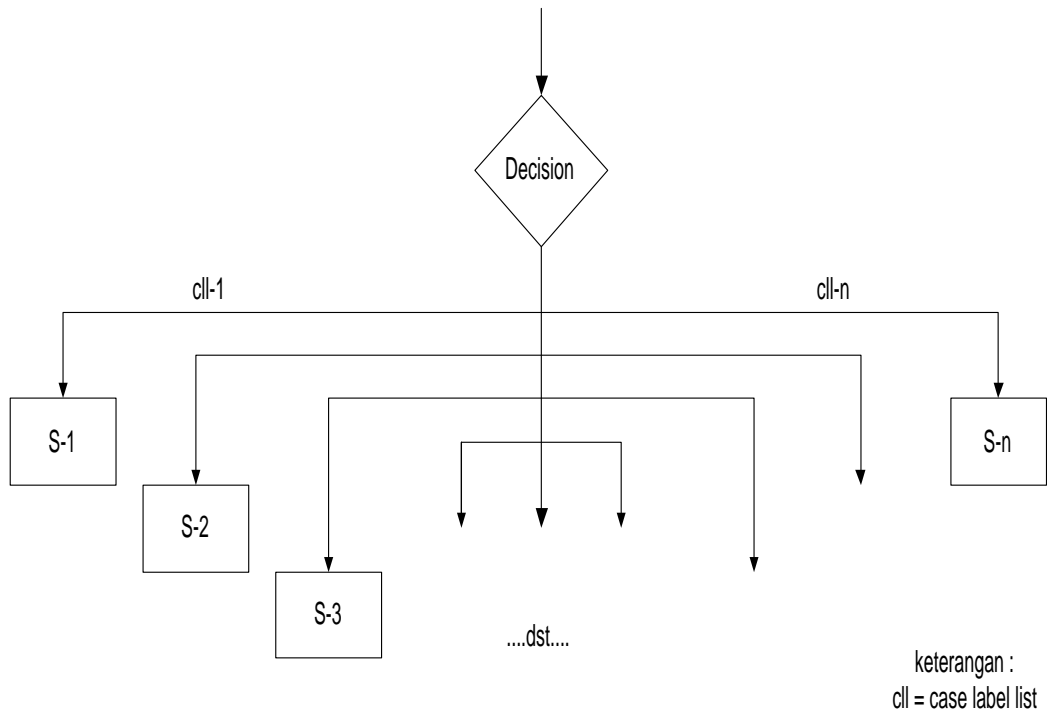 Decision
cll-1
cll-n
S-1
S-n
S-2
S-3
....dst....
keterangan :
cll = case label list